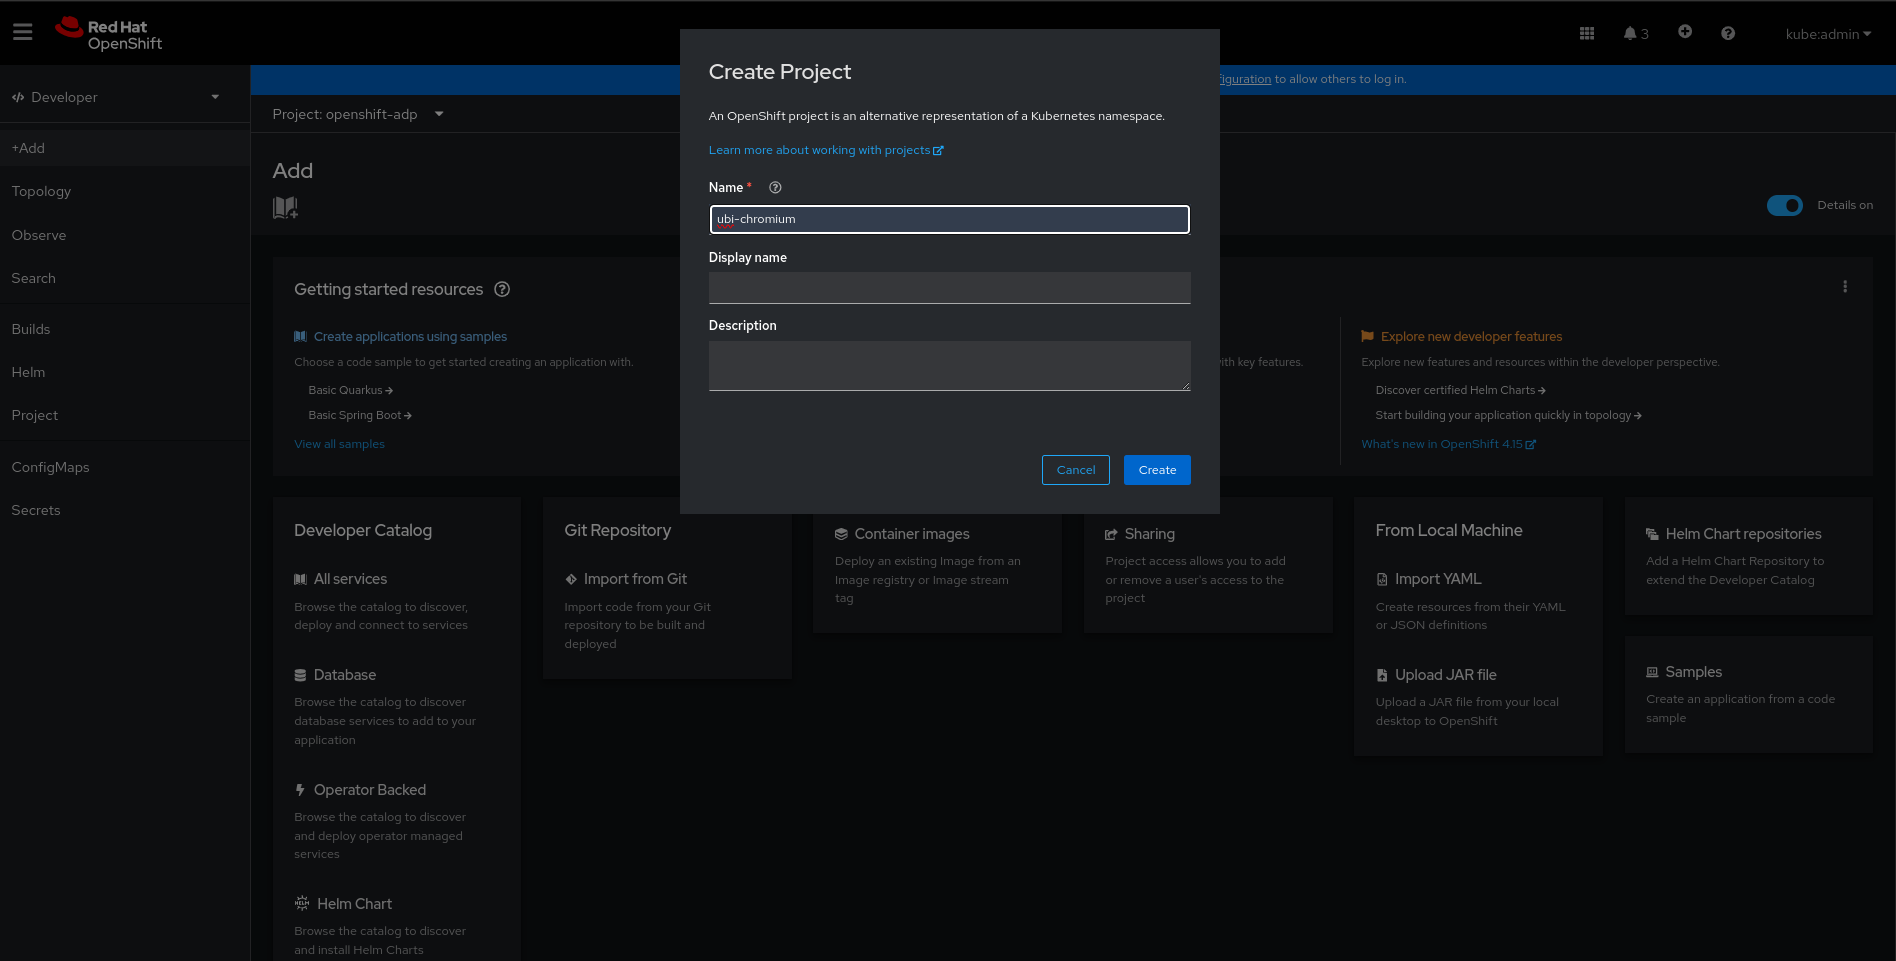 Red Hat
OpenShift
3
kube:admin
Developer
+Add
Topology
Observe
Search
Builds
Helm
Project
ConfigMaps
Secrets
to allow others to log in.
Project: openshift-adp
Add
Details on
Create Project
An OpenShift project is an alternative representation of a Kubernetes namespace.
Learn more about working with projects
Name *
ubi-chromium
Display name
Description
Cancel
Create
Getting started resources
Create applications using samples
Choose a code sample to get started creating an application with.
Basic Quarkus
Basic Spring Boot
View all samples
with key features.
Explore new developer features
Explore new features and resources within the developer perspective.
Discover certified Helm Charts
Start building your application quickly in topology
What's new in OpenShift 4.15
Developer Catalog
All services
Browse the catalog to discover,
deploy and connect to services
Database
Browse the catalog to discover
database services to add to your
application
Operator Backed
Browse the catalog to discover
and deploy operator managed
services
Helm Chart
Browse the catalog to discover
and install Helm Charts
Git Repository
Import from Git
Import code from your Git
repository to be built and
deployed
Container images
Deploy an existing Image from an
Image registry or Image stream
tag
Sharing
Project access allows you to add
or remove a user's access to the
project
From Local Machine
Import YAML
Create resources from their YAML
or JSON definitions
Upload JAR file
Upload a JAR file from your local
desktop to OpenShift
Helm Chart repositories
Add a Helm Chart Repository to
extend the Developer Catalog
Samples
Create an application from a code
sample